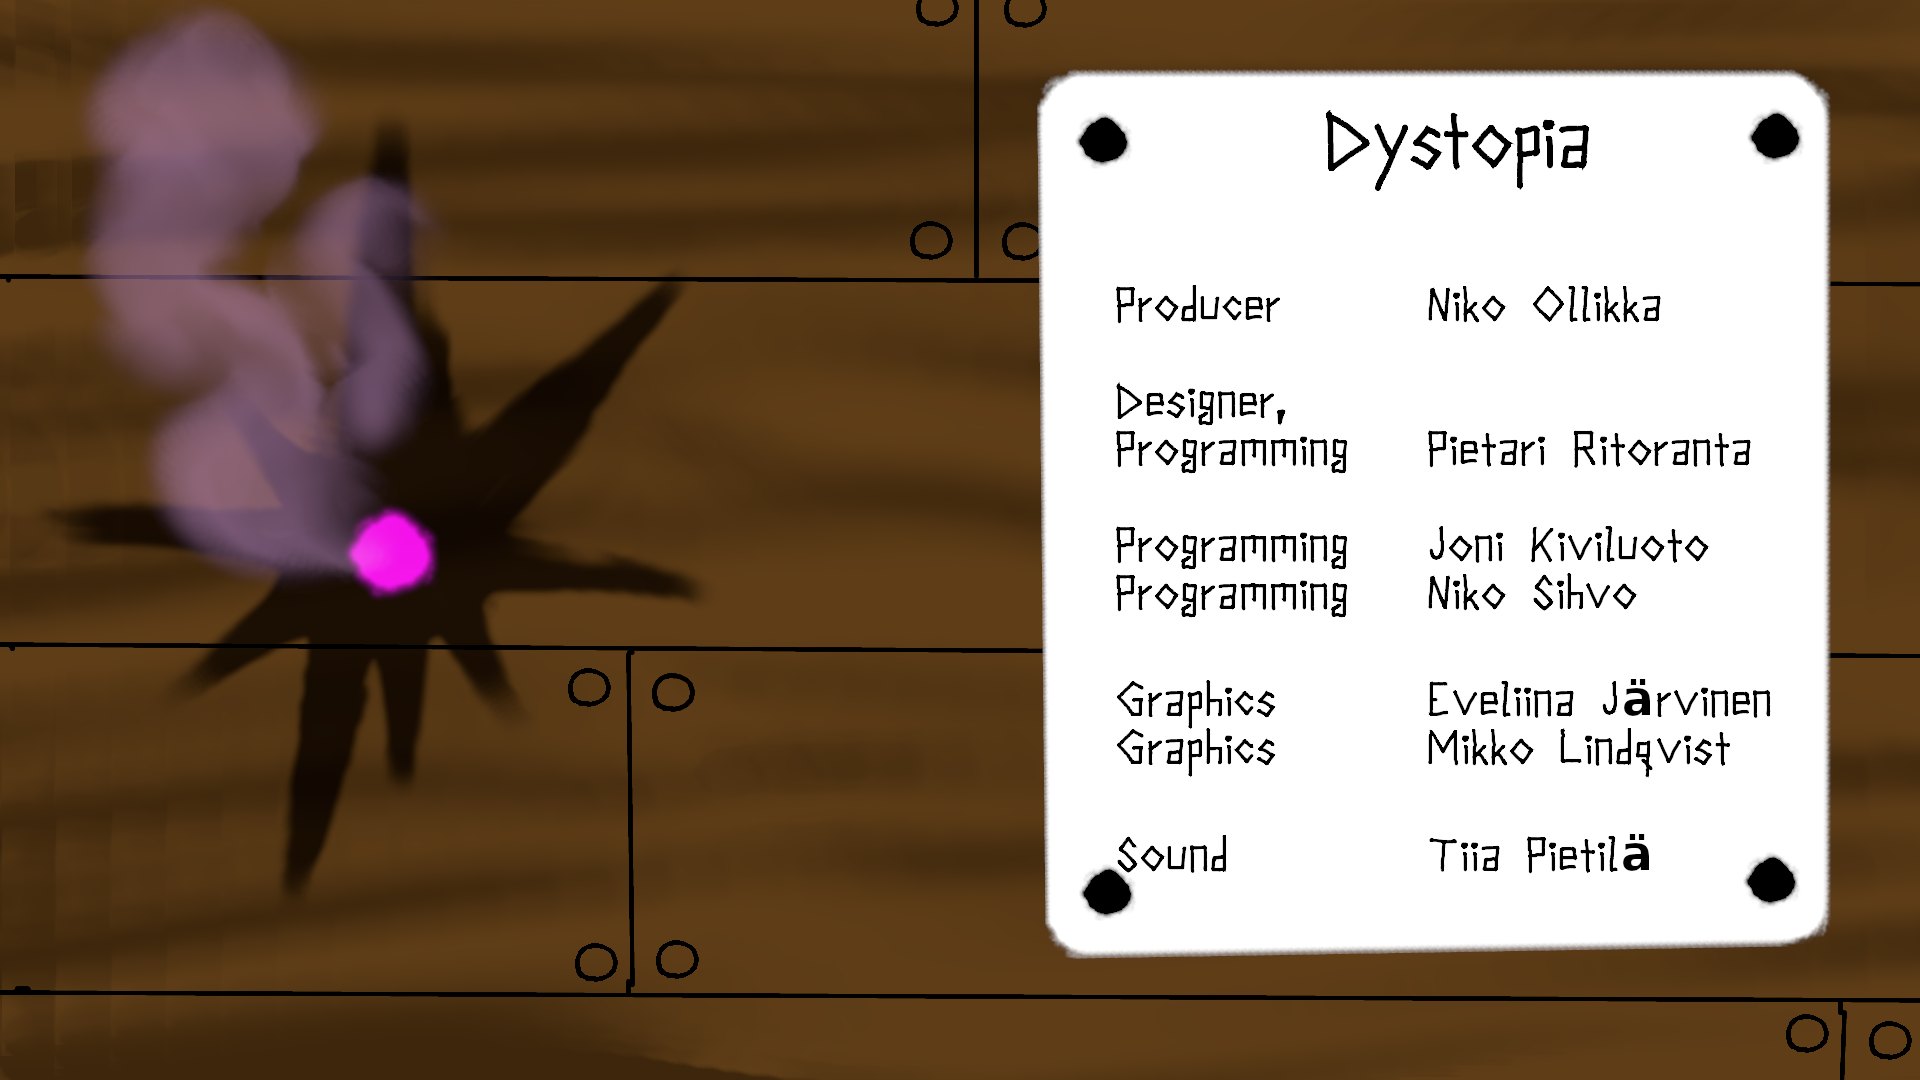 Dystopia
Producer Niko Ollikka
Designer,
Programming Pietari Ritoranta
Programming Joni Kiviluoto
Programming Niko Sihvo
Graphics Eveliina Järvinen
Graphics Mikko Lindqvist
Sound Tiia Pietilä